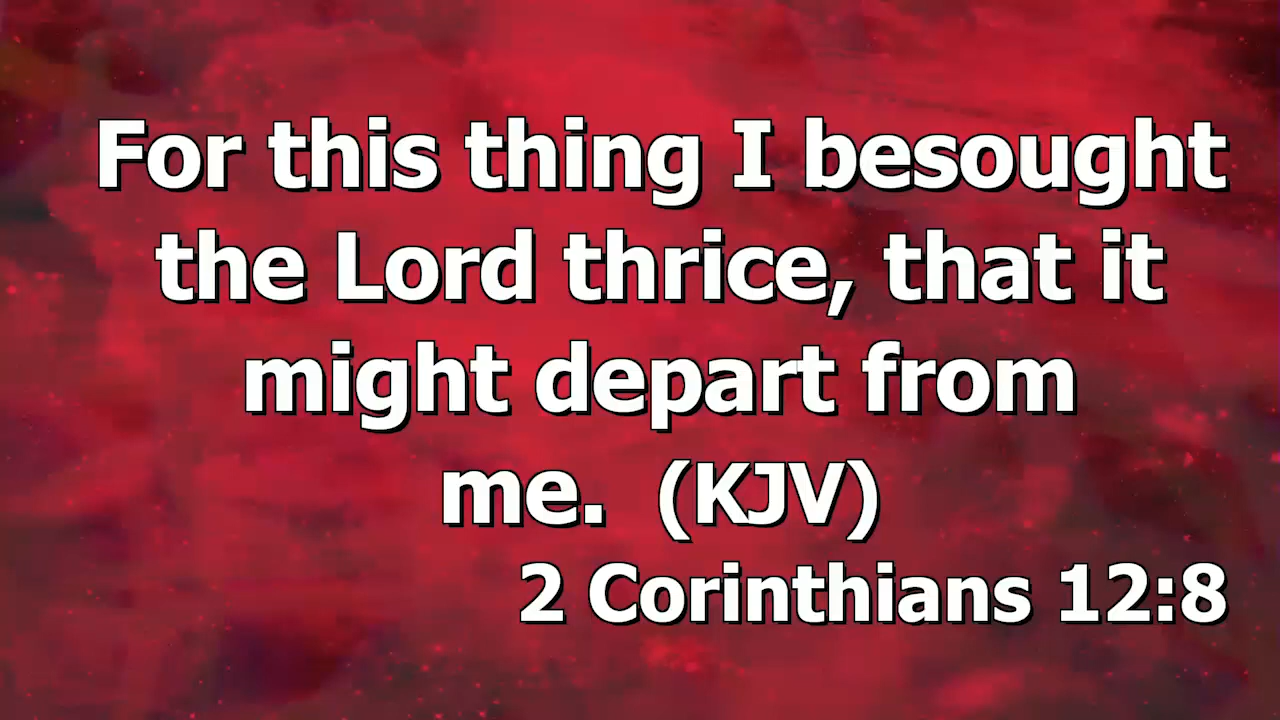 For this thing I besought
the Lord thrice, that it
might depart from
me.  (KJV)
2 Corinthians 12:8